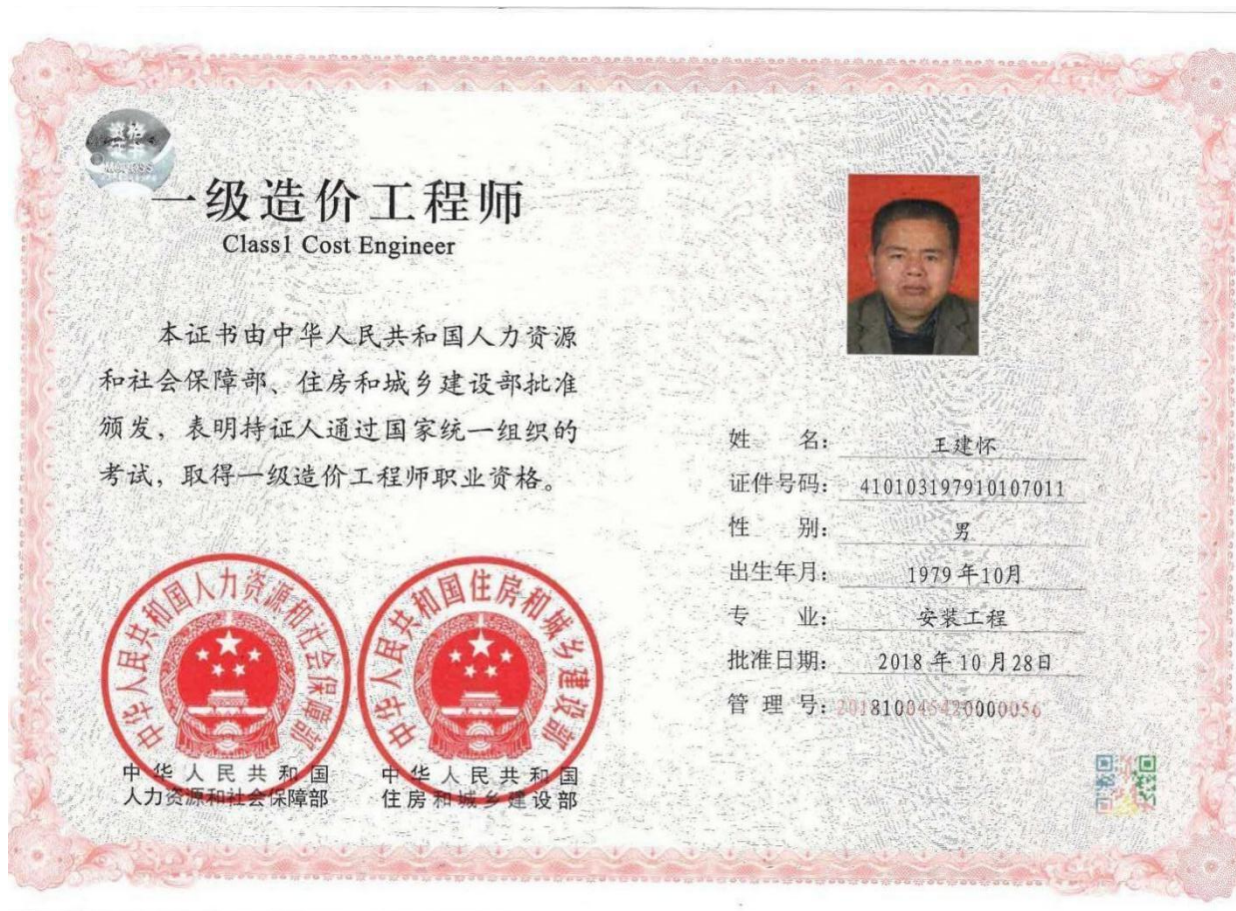 资格
证书
一级造价工程师
Class1 Cost Engineer
本证书由中华人民共和国人力资源
和社会保障部、住房和城乡建设部批准
颁发，表明持证人通过国家统一组织的
考试，取得一级造价工程师职业资格。
中华人民共和国人力资源和社会保障部
中华人民共和国住房和城乡建设部
中华人民共和国
人力资源和社会保障部
中华人民共和国
住房和城乡建设部
姓 名： 王建怀
证件号码： 410103197910107011
性 别： 男
出生年月： 1979年10月
专 业： 安装工程
批准日期： 2018年10月28日
管 理 号： 201810045420000056